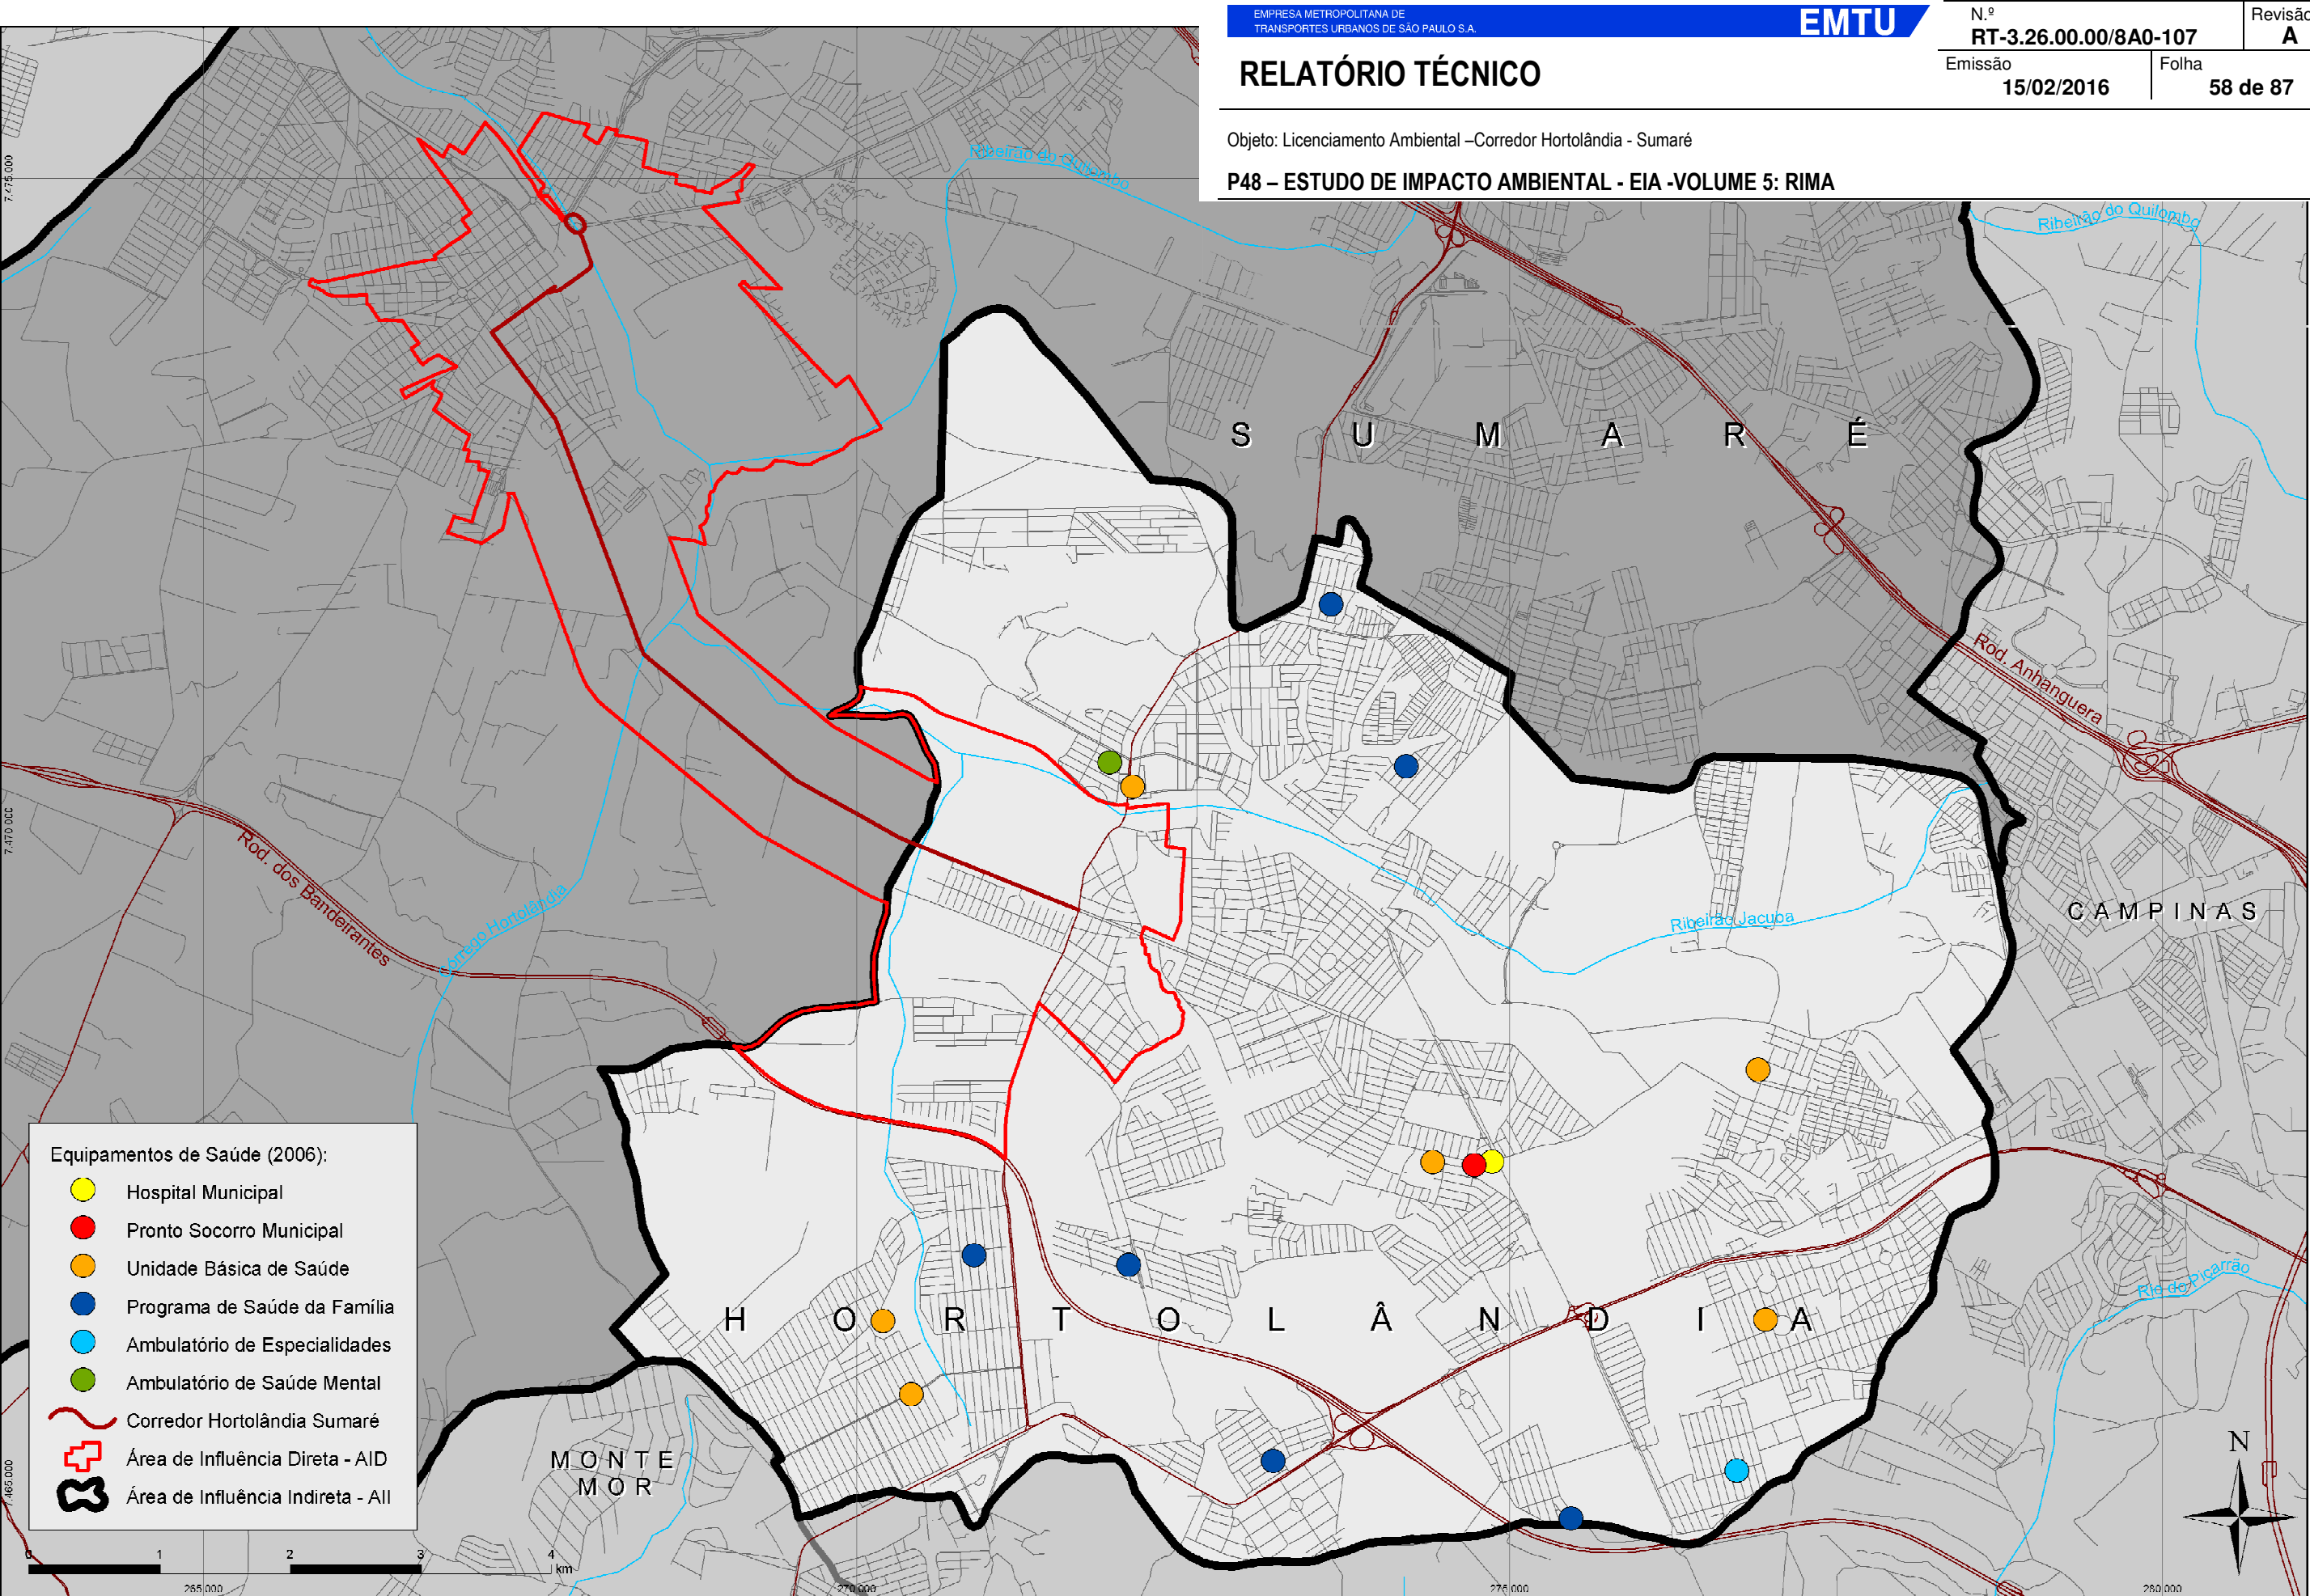 EMPRESA METROPOLITANA DE
TRANSPORTES URBANOS DE SÃO PAULO S.A.
EMTU
N.º
RT-3.26.00.00/8A0-107
Revisão
A
RELATÓRIO TÉCNICO
Emissão
15/02/2016
Folha
58 de 87
Objeto: Licenciamento Ambiental –Corredor Hortolândia - Sumaré
P48 – ESTUDO DE IMPACTO AMBIENTAL - EIA -VOLUME 5: RIMA
7.475.000
Ribeirão do Quilombo
Ribeirão do Quilombo
SUMARÉ
Rod. Anhanguera
7.470.000
Rod. dos Bandeirantes
Córrego Hortolândia
Ribeirão Jacuba
CAMPINAS
Rio do Piçarrão
HORTOLÂNDIA
MONTE
MOR
Equipamentos de Saúde (2006):
Hospital Municipal
Pronto Socorro Municipal
Unidade Básica de Saúde
Programa de Saúde da Família
Ambulatório de Especialidades
Ambulatório de Saúde Mental
Corredor Hortolândia Sumaré
Área de Influência Direta - AID
Área de Influência Indireta - AII
N
7.465.000
0 1 2 3 4
km
265.000
270.000
275.000
280.000